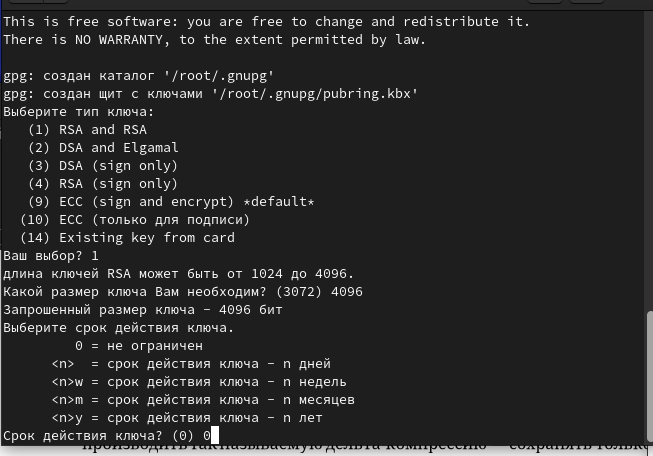 This is free software: you are free to change and redistribute it.
There is NO WARRANTY, to the extent permitted by law.
gpg: создан каталог '/root/.gnupg'
gpg: создан щит с ключами '/root/.gnupg/pubring.kbx'
Выберите тип ключа:
(1) RSA and RSA
(2) DSA and Elgamal
(3) DSA (sign only)
(4) RSA (sign only)
(9) ECC (sign and encrypt) *default*
(10) ECC (только для подписи)
(14) Existing key from card
Ваш выбор? 1
длина ключей RSA может быть от 1024 до 4096.
Какой размер ключа Вам необходим? (3072) 4096
Запрошенный размер ключа - 4096 бит
Выберите срок действия ключа.
0 = не ограничен
<n> = срок действия ключа - n дней
<n>w = срок действия ключа - n недель
<n>m = срок действия ключа - n месяцев
<n>y = срок действия ключа - n лет
Срок действия ключа? (0) 0